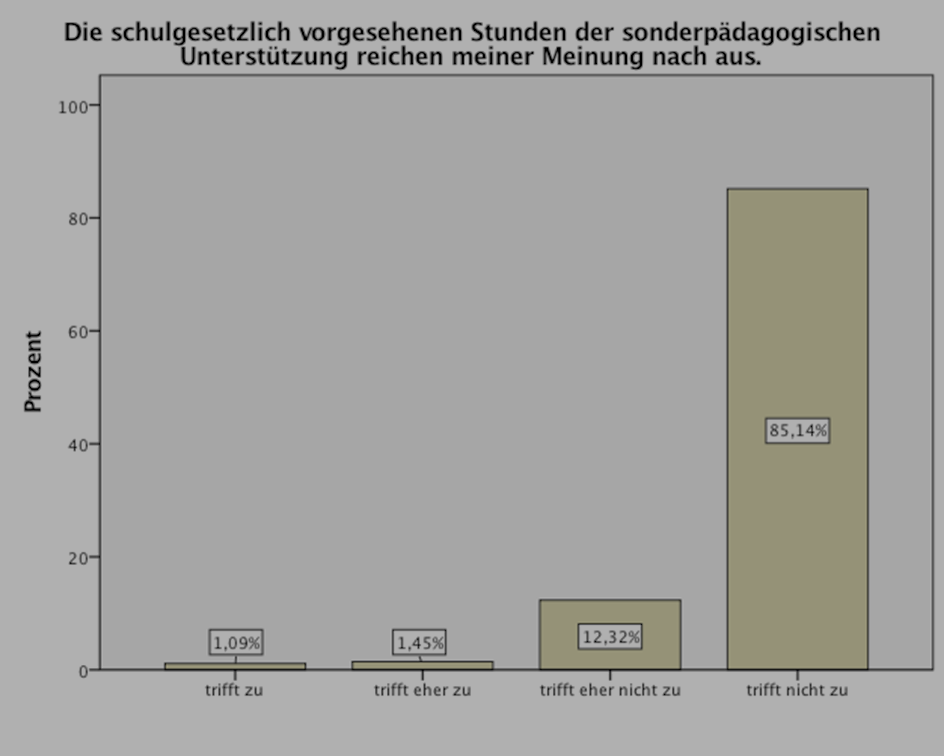 Die schulgesetzlich vorgesehenen Stunden der sonderpädagogischen
Unterstützung reichen meiner Meinung nach aus.
Prozent
100
80
60
40
20
0
1,09%
1,45%
12,32%
85,14%
trifft zu
trifft eher zu
trifft eher nicht zu
trifft nicht zu